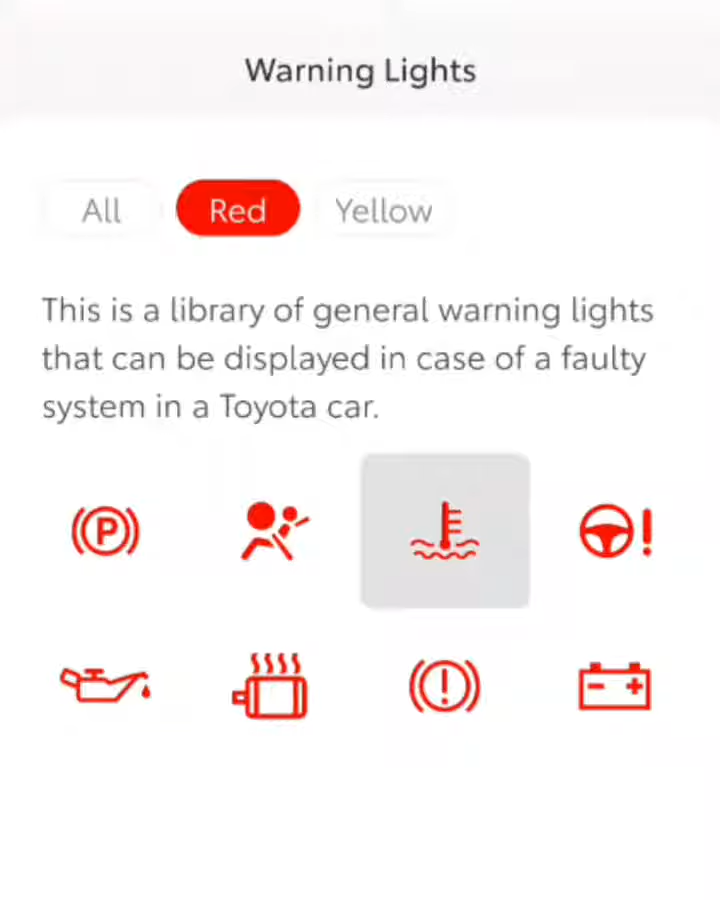 Warning Lights
All
Red
Yellow
This is a library of general warning lights
that can be displayed in case of a faulty
system in a Toyota car.
P